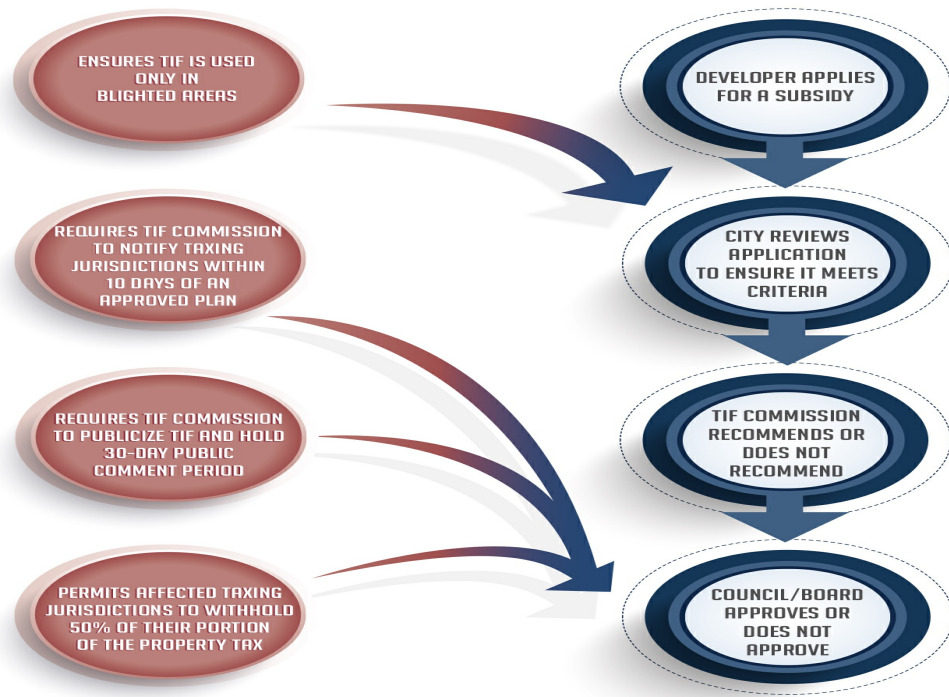 ENSURES TIF IS USED
ONLY IN
BLIGHTED AREAS
REQUIRES TIF COMMISSION
TO NOTIFY TAXING
JURISDICTIONS WITHIN
10 DAYS OF AN
APPROVED PLAN
REQUIRES TIF COMMISSION
TO PUBLICIZE TIF AND HOLD
30-DAY PUBLIC
COMMENT PERIOD
PERMITS AFFECTED TAXING
JURISDICTIONS TO WITHHOLD
50% OF THEIR PORTION
OF THE PROPERTY TAX
DEVELOPER APPLIES
FOR A SUBSIDY
CITY REVIEWS
APPLICATION
TO ENSURE IT MEETS
CRITERIA
TIF COMMISSION
RECOMMENDS OR
DOES NOT
RECOMMEND
COUNCIL/BOARD
APPROVES OR
DOES NOT
APPROVE